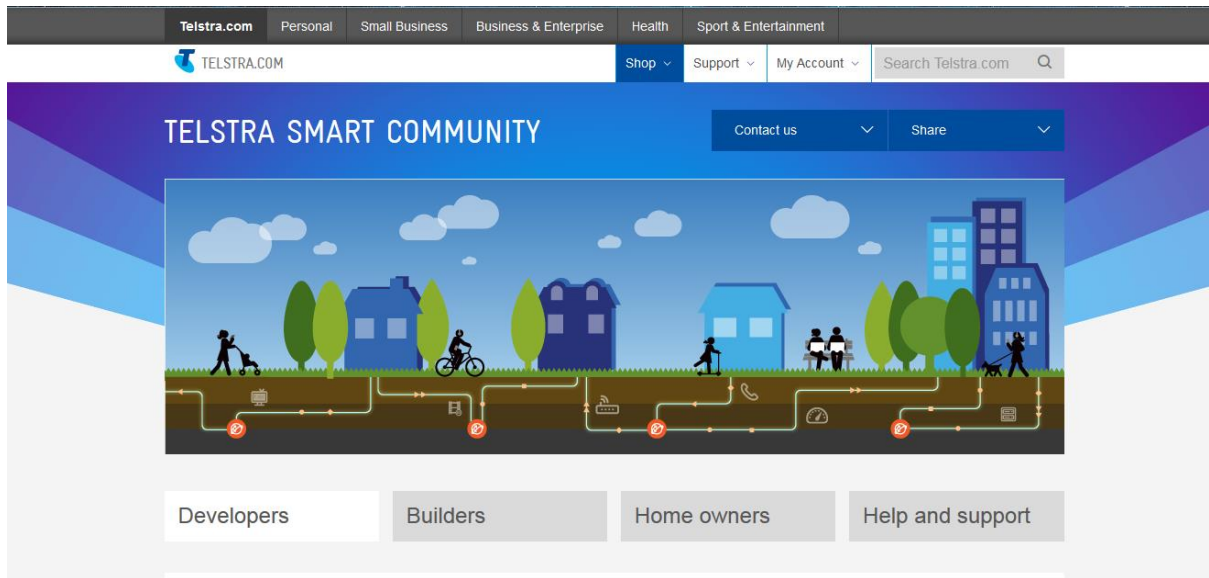 Telstra.com Personal Small Business Business & Enterprise Health Sport & Entertainment
TELSTRA.COM Shop Support My Account Search Telstra.com
TELSTRA SMART COMMUNITY Contact us Share
Developers Builders Home owners Help and support